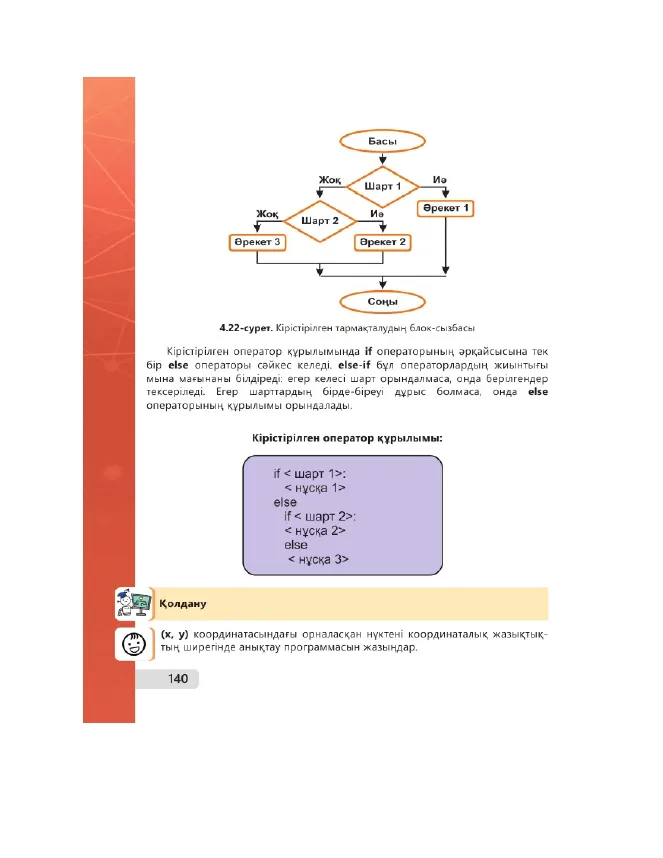 Басы
Жоқ
Шарт 1
Иә
Жоқ
Шарт 2
Иә
Әрекет 1
Әрекет 3
Әрекет 2
Соңы
4.22-сурет. Кірістірілген тармақталудың блок-сызбасы
Кірістірілген оператор құрылымында if операторының әрқайсысына тек
бір else операторы сәйкес келеді. else-if бұл операторлардың жиынтығы
мына мағынаны білдіреді: егер келесі шарт орындалмаса, онда берілгендер
тексеріледі. Егер шарттардың бірде-біреуі дұрыс болмаса, онда else
операторының құрылымы орындалады.
Кірістірілген оператор құрылымы:
if < шарт 1>:
< нұсқа 1>
else
if < шарт 2>:
< нұсқа 2>
else
< нұсқа 3>
Қолдану
(x, y) координатасындағы орналасқан нүктені координаталық жазықтық-
тың ширегінде анықтау программасын жазыңдар.
140